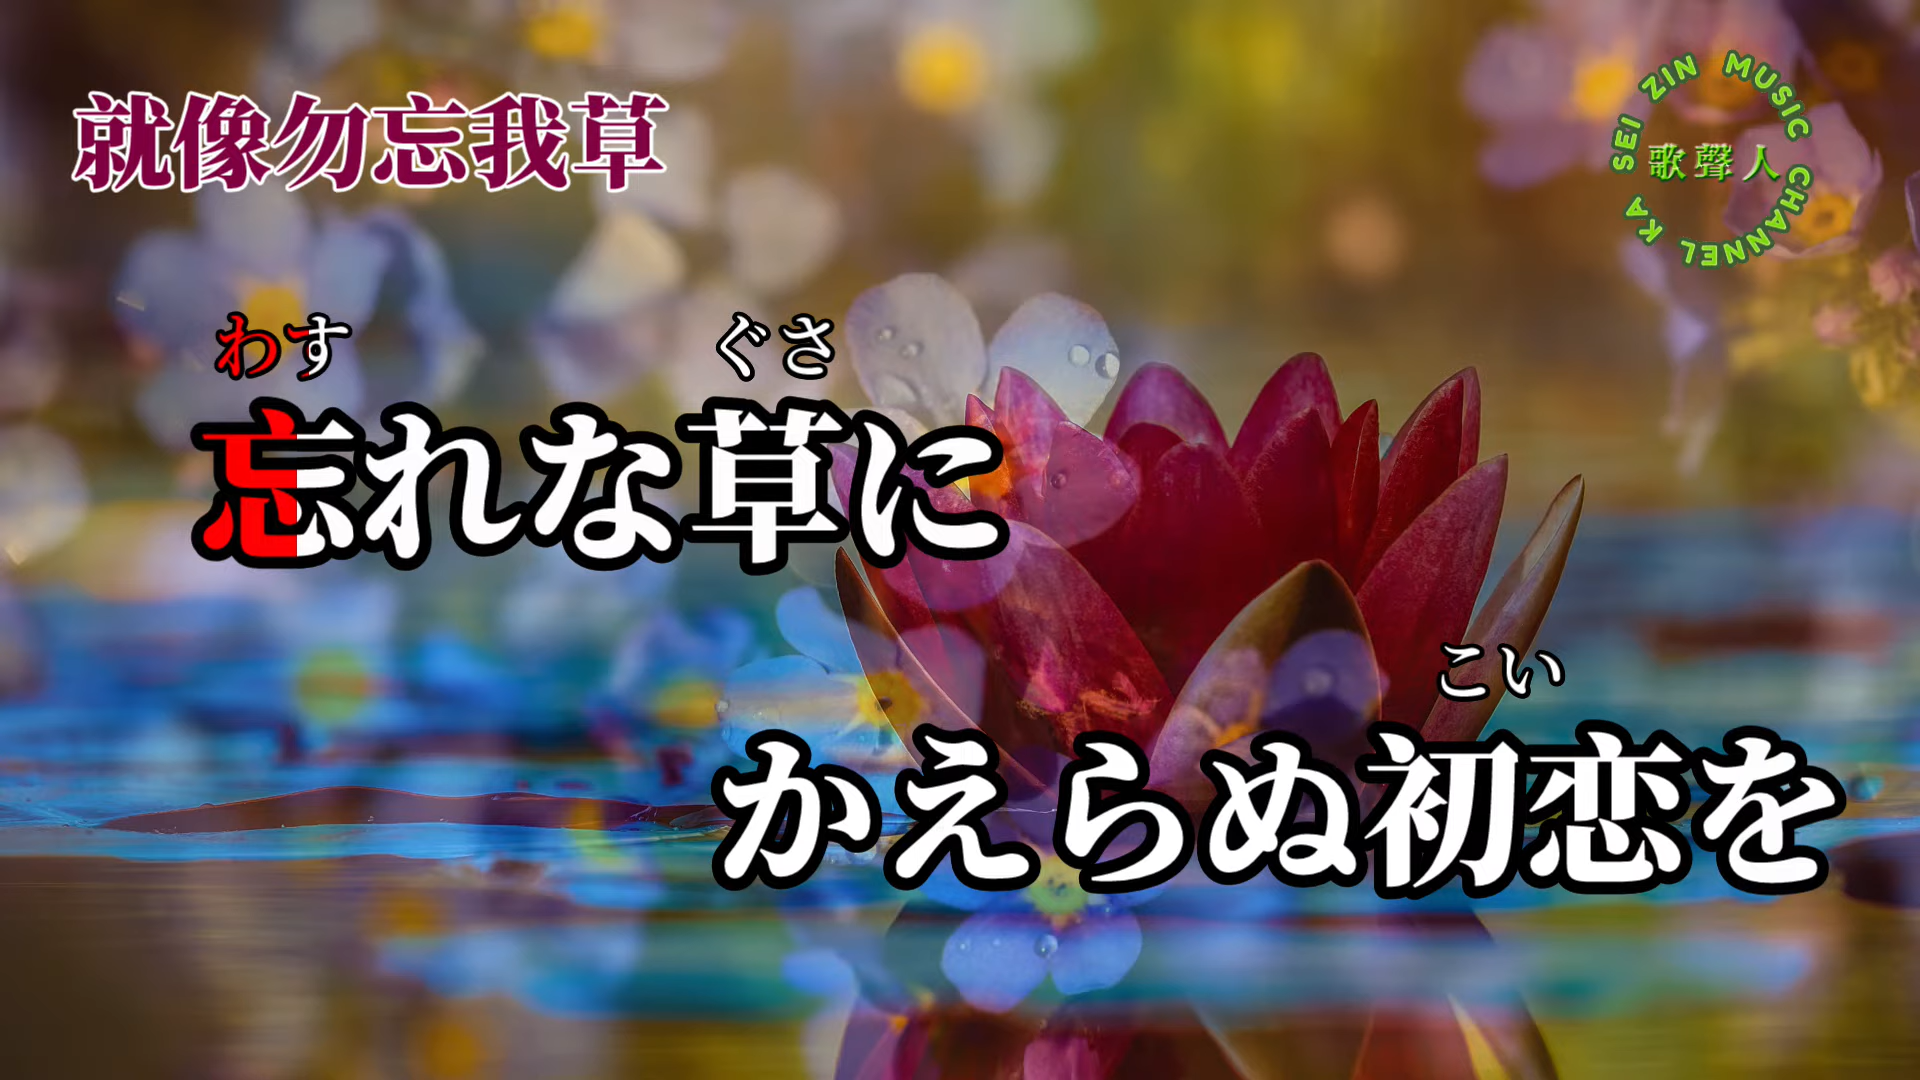 就像勿忘我草
KA SEI ZIN MUSIC CHANNEL
歌聲人
わす ぐさ
忘れな草に
こい
かえらぬ初恋を